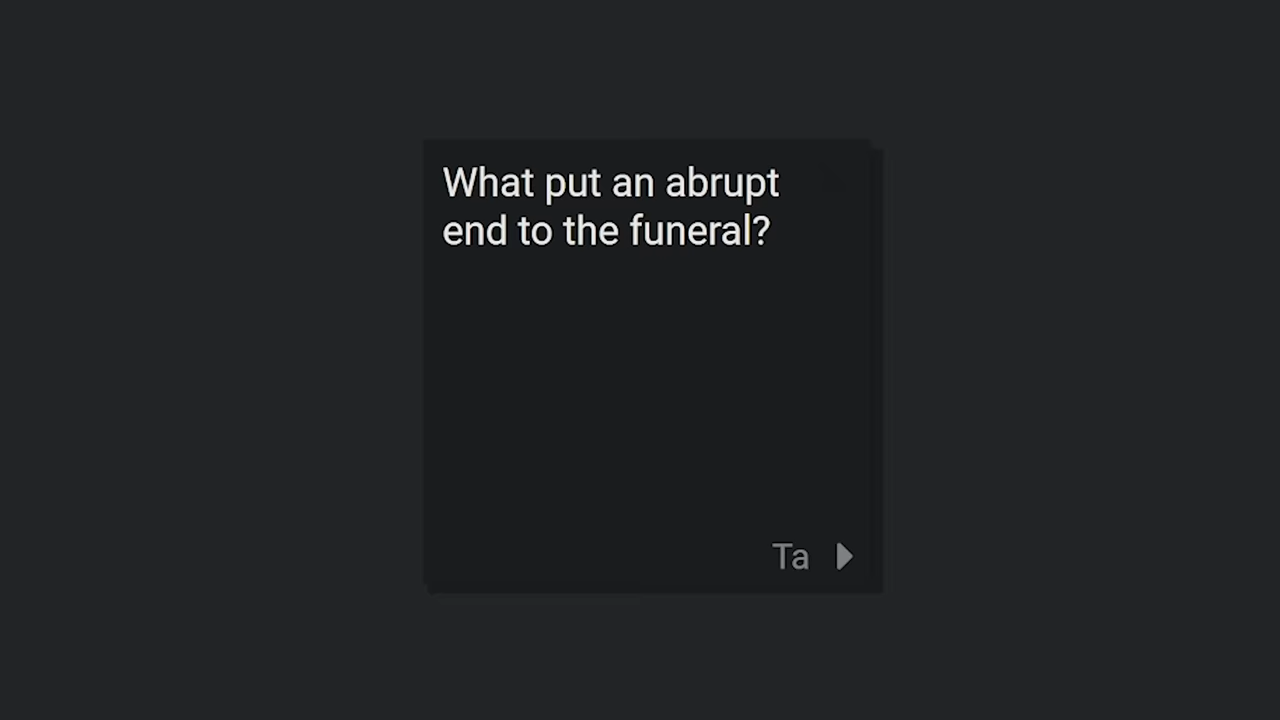 What put an abrupt
end to the funeral?
Ta